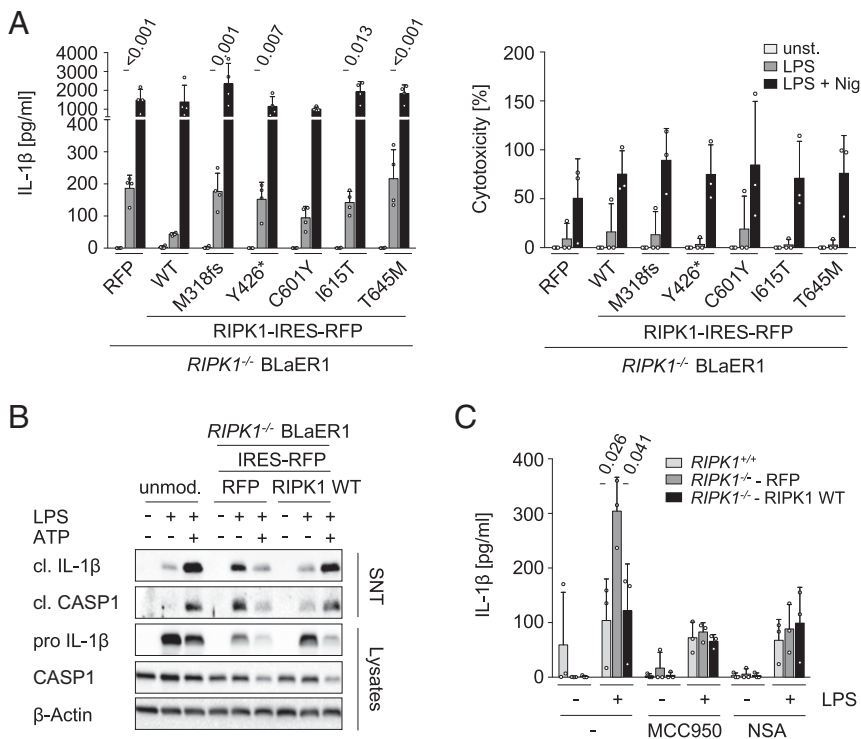 A
IL-1β [pg/ml]
4000
3000
2000
1000
400
300
200
100
0
<0.001
0.001
0.007
0.013
<0.001
RFP
WT
M318fs
Y426*
C601Y
I615T
T645M
RIPK1-IRES-RFP
RIPK1-/- BLaER1
Cytotoxicity [%]
200
150
100
50
0
unst.
LPS
LPS + Nig
RFP
WT
M318fs
Y426*
C601Y
I615T
T645M
RIPK1-IRES-RFP
RIPK1-/- BLaER1
B
RIPK1-/- BLaER1
IRES-RFP
unmod. RFP RIPK1 WT
LPS - + + - + + - + +
ATP - - + - - + - - +
cl. IL-1β
cl. CASP1
SNT
pro IL-1β
CASP1
β-Actin
Lysates
C
IL-1β [pg/ml]
400
300
200
100
0
0.026
0.041
RIPK1+/+
RIPK1-/- - RFP
RIPK1-/- - RIPK1 WT
- + - + - + LPS
- MCC950 NSA